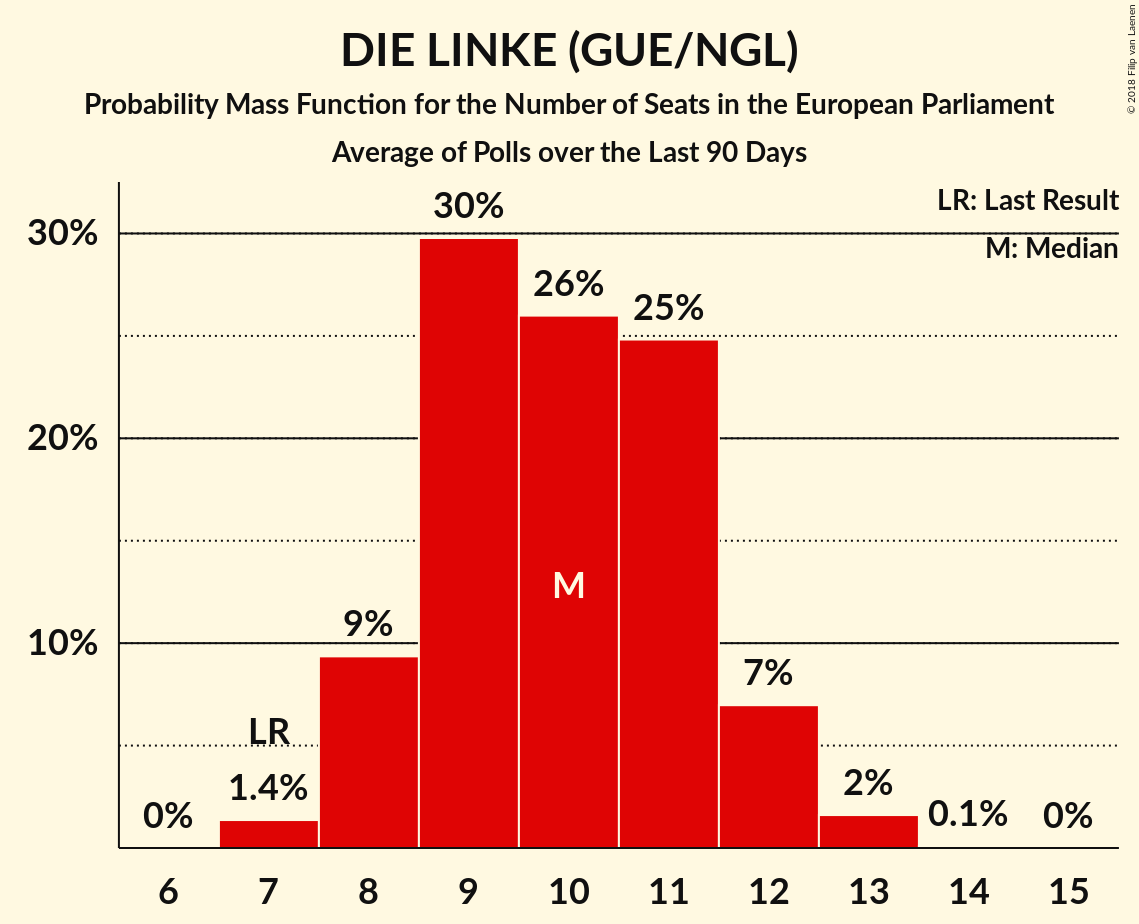 DIE LINKE (GUE/NGL)
Probability Mass Function for the Number of Seats in the European Parliament
Average of Polls over the Last 90 Days
© 2018 Filip van Laenen
LR: Last Result
M: Median
30%
20%
10%
0%
LR
1.4%
9%
30%
26%
M
25%
7%
2%
0.1%
0%
6 7 8 9 10 11 12 13 14 15